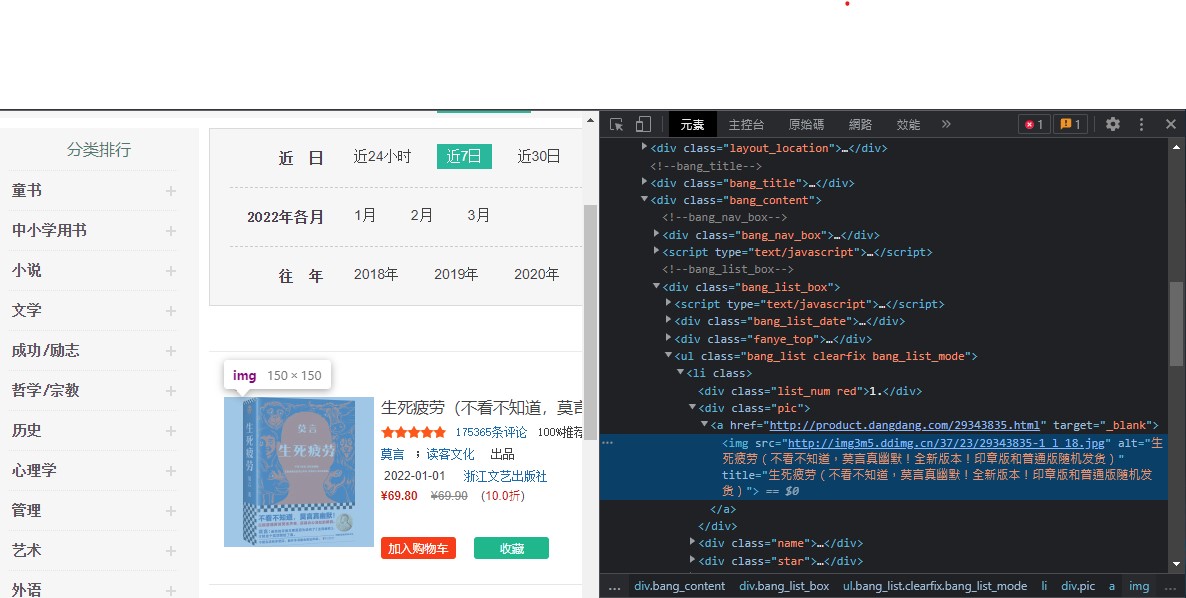 分类排行
童书 +
中小学用书 +
小说 +
文学 +
成功/励志 +
哲学/宗教 +
历史 +
心理学 +
管理 +
艺术 +
外语 +
近 日 近24小时 近7日 近30日
2022年各月 1月 2月 3月
往 年 2018年 2019年 2020年
img 150 × 150
莫言
生死疲劳
不看不知道，莫言真幽默!
生死疲劳（不看不知道，莫言
175365条评论 100%推荐
莫言 ；读客文化 出品
2022-01-01 浙江文艺出版社
¥69.80 ¥69.90 (10.0折)
加入购物车 收藏
元素 主控台 原始碼 網路 效能 » 1 1
<div class="layout_location">…</div>
<!--bang_title-->
<div class="bang_title">…</div>
<div class="bang_content">
<!--bang_nav_box-->
<div class="bang_nav_box">…</div>
<script type="text/javascript">…</script>
<!--bang_list_box-->
<div class="bang_list_box">
<script type="text/javascript">…</script>
<div class="bang_list_date">…</div>
<div class="fanye_top">…</div>
<ul class="bang_list clearfix bang_list_mode">
<li class>
<div class="list_num red">1.</div>
<div class="pic">
<a href="http://product.dangdang.com/29343835.html" target="_blank">
… <img src="http://img3m5.ddimg.cn/37/23/29343835-1_l_18.jpg" alt="生
死疲劳（不看不知道，莫言真幽默！全新版本！印章版和普通版随机发
货）" title="生死疲劳（不看不知道，莫言真幽默！全新版本！印章版和普通版随机发
货）"> == $0
</a>
</div>
<div class="name">…</div>
<div class="star">…</div>
… div.bang_content div.bang_list_box ul.bang_list.clearfix.bang_list_mode li div.pic a img …